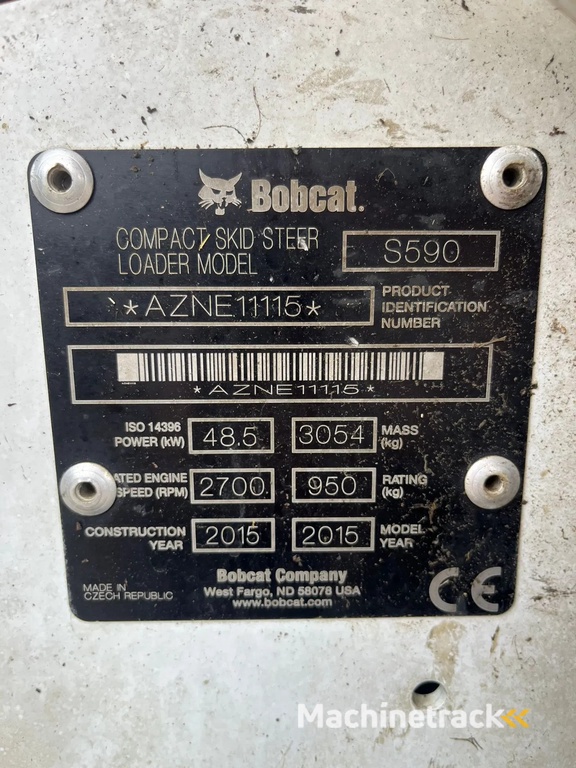 Bobcat.
COMPACT SKID STEER
LOADER MODEL
S590
*AZNE11115*
PRODUCT
IDENTIFICATION
NUMBER
*AZNE11115*
ISO 14396
POWER (kW)
48.5
3054
MASS
(kg)
ATED ENGINE
SPEED (RPM)
2700
950
RATING
(kg)
CONSTRUCTION
YEAR
2015
2015
MODEL
YEAR
MADE IN
CZECH REPUBLIC
Bobcat Company
West Fargo, ND 58078 USA
www.bobcat.com
CE
Machinetrack